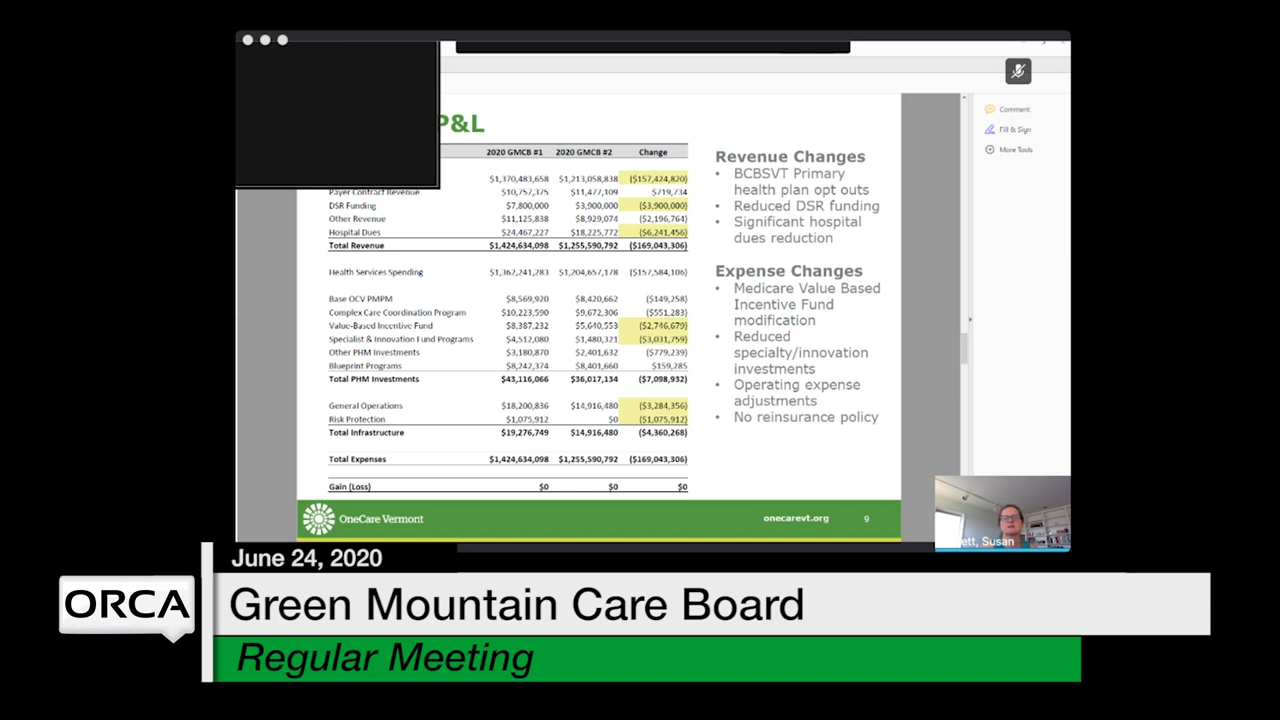 P&L
Comment
Fill & Sign
More Tools
2020 GMCB #1 2020 GMCB #2 Change
$1,370,483,658 $1,213,058,838 ($157,424,820)
Payer Contract Revenue $10,757,375 $11,477,109 $719,734
DSR Funding $7,800,000 $3,900,000 ($3,900,000)
Other Revenue $11,125,838 $8,929,074 ($2,196,764)
Hospital Dues $24,467,227 $18,225,772 ($6,241,456)
Total Revenue $1,424,634,098 $1,255,590,792 ($169,043,306)
Health Services Spending $1,362,241,283 $1,204,657,178 ($157,584,106)
Base OCV PMPM $8,569,920 $8,420,662 ($149,258)
Complex Care Coordination Program $10,223,590 $9,672,306 ($551,283)
Value-Based Incentive Fund $8,387,232 $5,640,553 ($2,746,679)
Specialist & Innovation Fund Programs $4,512,080 $1,480,321 ($3,031,759)
Other PHM Investments $3,180,870 $2,401,632 ($779,239)
Blueprint Programs $8,242,374 $8,401,660 $159,285
Total PHM Investments $43,116,066 $36,017,134 ($7,098,932)
General Operations $18,200,836 $14,916,480 ($3,284,356)
Risk Protection $1,075,912 $0 ($1,075,912)
Total Infrastructure $19,276,749 $14,916,480 ($4,360,268)
Total Expenses $1,424,634,098 $1,255,590,792 ($169,043,306)
Gain (Loss) $0 $0 $0
Revenue Changes
• BCBSVT Primary
health plan opt outs
• Reduced DSR funding
• Significant hospital
dues reduction
Expense Changes
• Medicare Value Based
Incentive Fund
modification
• Reduced
specialty/innovation
investments
• Operating expense
adjustments
• No reinsurance policy
OneCare Vermont
onecarevt.org 9
ett, Susan
June 24, 2020
ORCA
Green Mountain Care Board
Regular Meeting